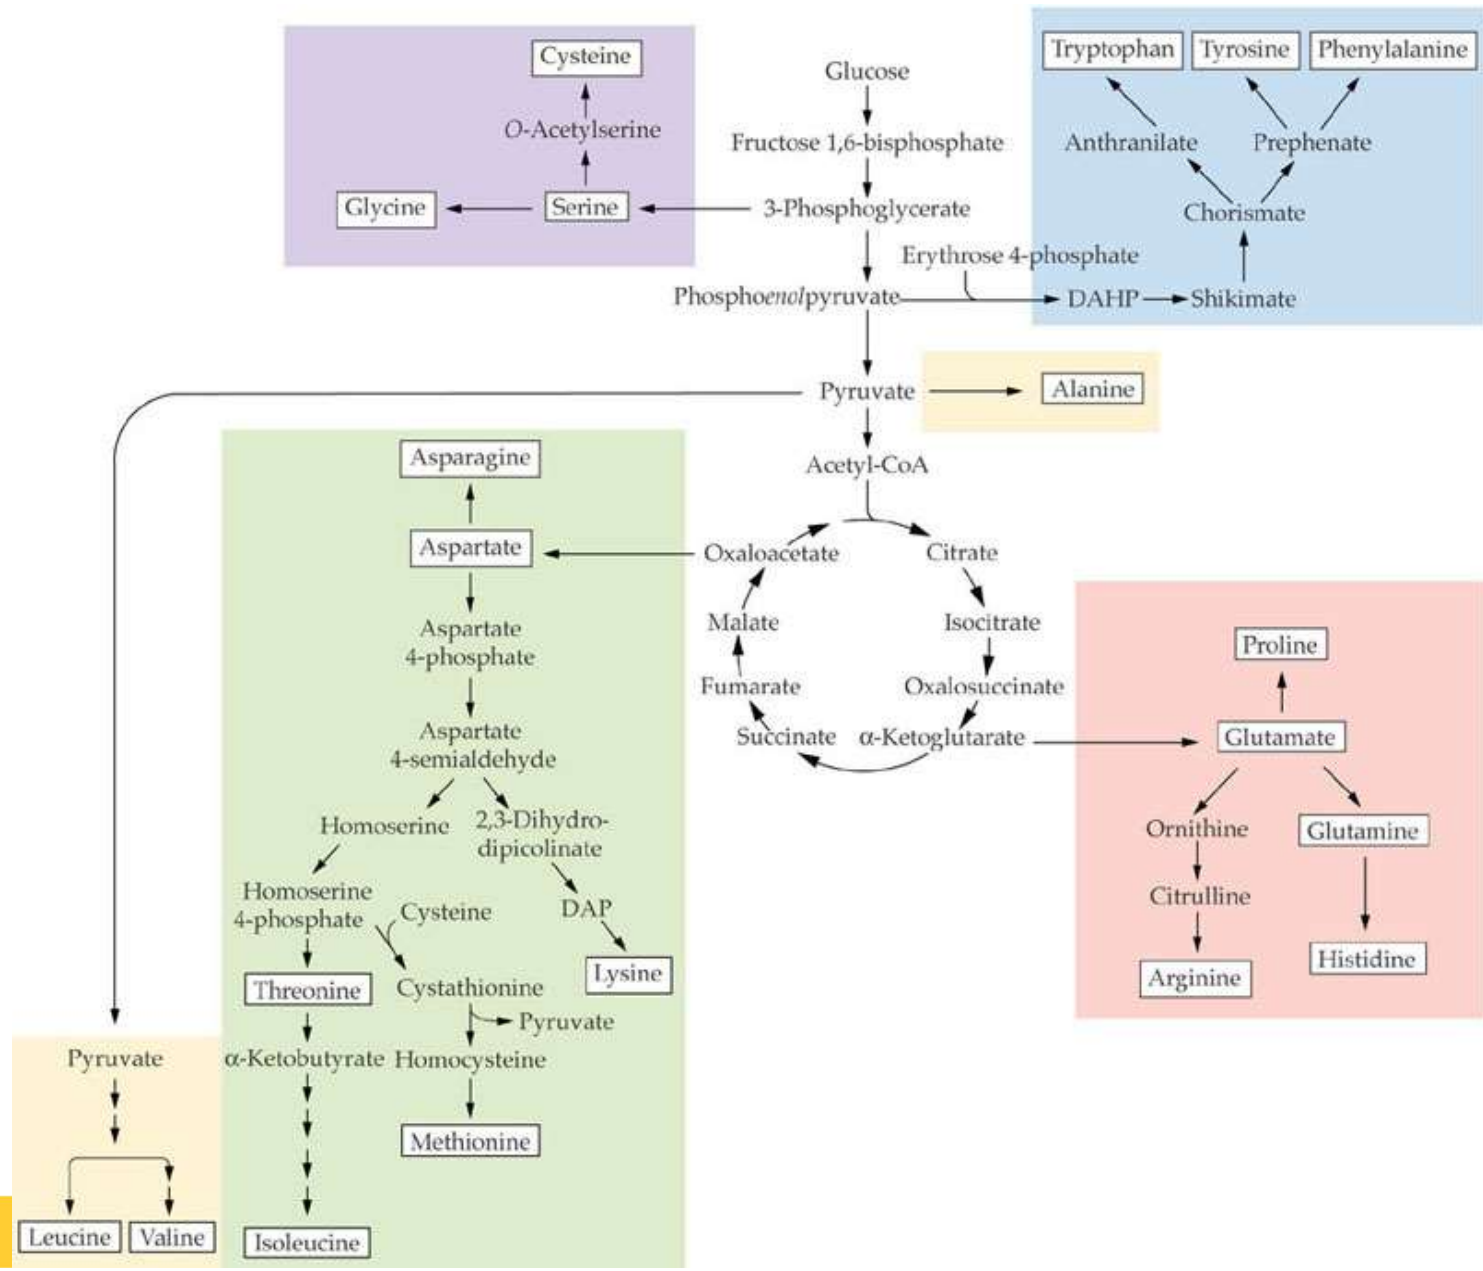 Cysteine
O-Acetylserine
Glycine
Serine
Glucose
Fructose 1,6-bisphosphate
3-Phosphoglycerate
Erythrose 4-phosphate
Phosphoenolpyruvate
Tryptophan
Tyrosine
Phenylalanine
Anthranilate
Prephenate
Chorismate
DAHP
Shikimate
Pyruvate
Alanine
Acetyl-CoA
Oxaloacetate
Citrate
Malate
Isocitrate
Fumarate
Oxalosuccinate
Succinate
α-Ketoglutarate
Asparagine
Aspartate
Aspartate
4-phosphate
Aspartate
4-semialdehyde
Homoserine
2,3-Dihydro-
dipicolinate
Homoserine
4-phosphate
Cysteine
DAP
Lysine
Threonine
Cystathionine
Pyruvate
α-Ketobutyrate
Homocysteine
Methionine
Isoleucine
Pyruvate
Leucine
Valine
Proline
Glutamate
Ornithine
Glutamine
Citrulline
Arginine
Histidine